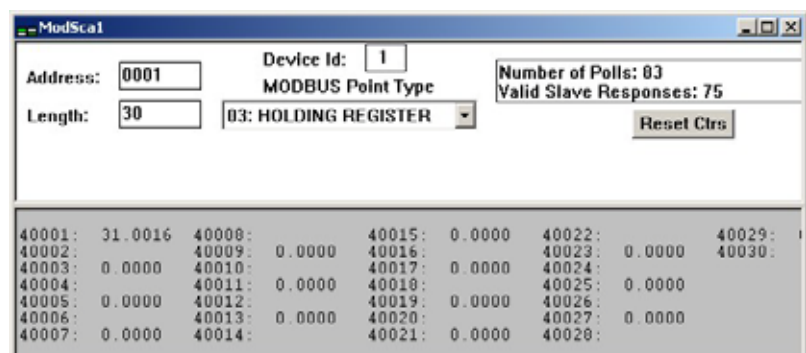 ModSca1
Device Id: 1
Address: 0001
MODBUS Point Type
Number of Polls: 83
Valid Slave Responses: 75
Length: 30
03: HOLDING REGISTER
Reset Ctrs
40001: 31.0016 40008: 40015: 0.0000 40022: 40029:
40002: 40009: 0.0000 40016: 40023: 0.0000 40030:
40003: 0.0000 40010: 40017: 0.0000 40024:
40004: 40011: 0.0000 40018: 40025: 0.0000
40005: 0.0000 40012: 40019: 0.0000 40026:
40006: 40013: 0.0000 40020: 40027: 0.0000
40007: 0.0000 40014: 40021: 0.0000 40028: